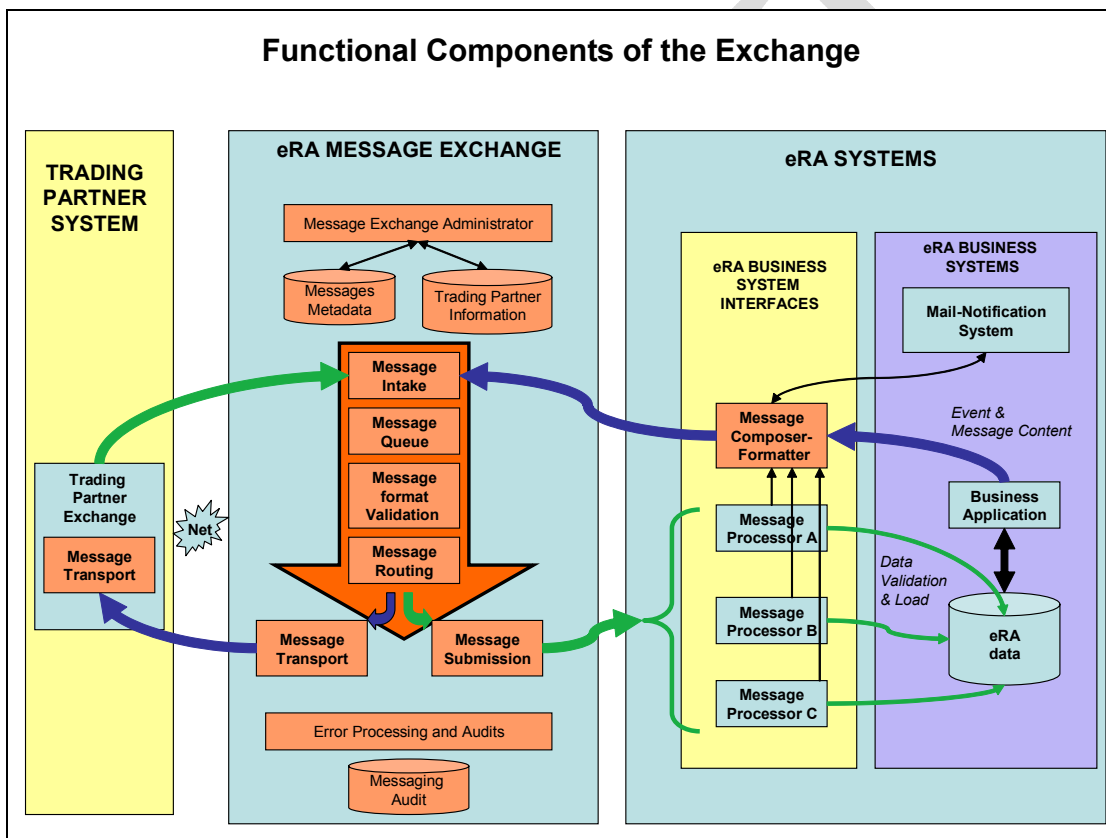 Functional Components of the Exchange
TRADING
PARTNER
SYSTEM
Trading
Partner
Exchange
Message
Transport
Net
eRA MESSAGE EXCHANGE
Message Exchange Administrator
Messages
Metadata
Trading Partner
Information
Message
Intake
Message
Queue
Message
format
Validation
Message
Routing
Message
Transport
Message
Submission
Error Processing and Audits
Messaging
Audit
eRA SYSTEMS
eRA BUSINESS
SYSTEM
INTERFACES
Message
Composer-
Formatter
Message
Processor A
Message
Processor B
Message
Processor C
eRA BUSINESS
SYSTEMS
Mail-Notification
System
Event &
Message Content
Business
Application
Data
Validation
& Load
eRA
data